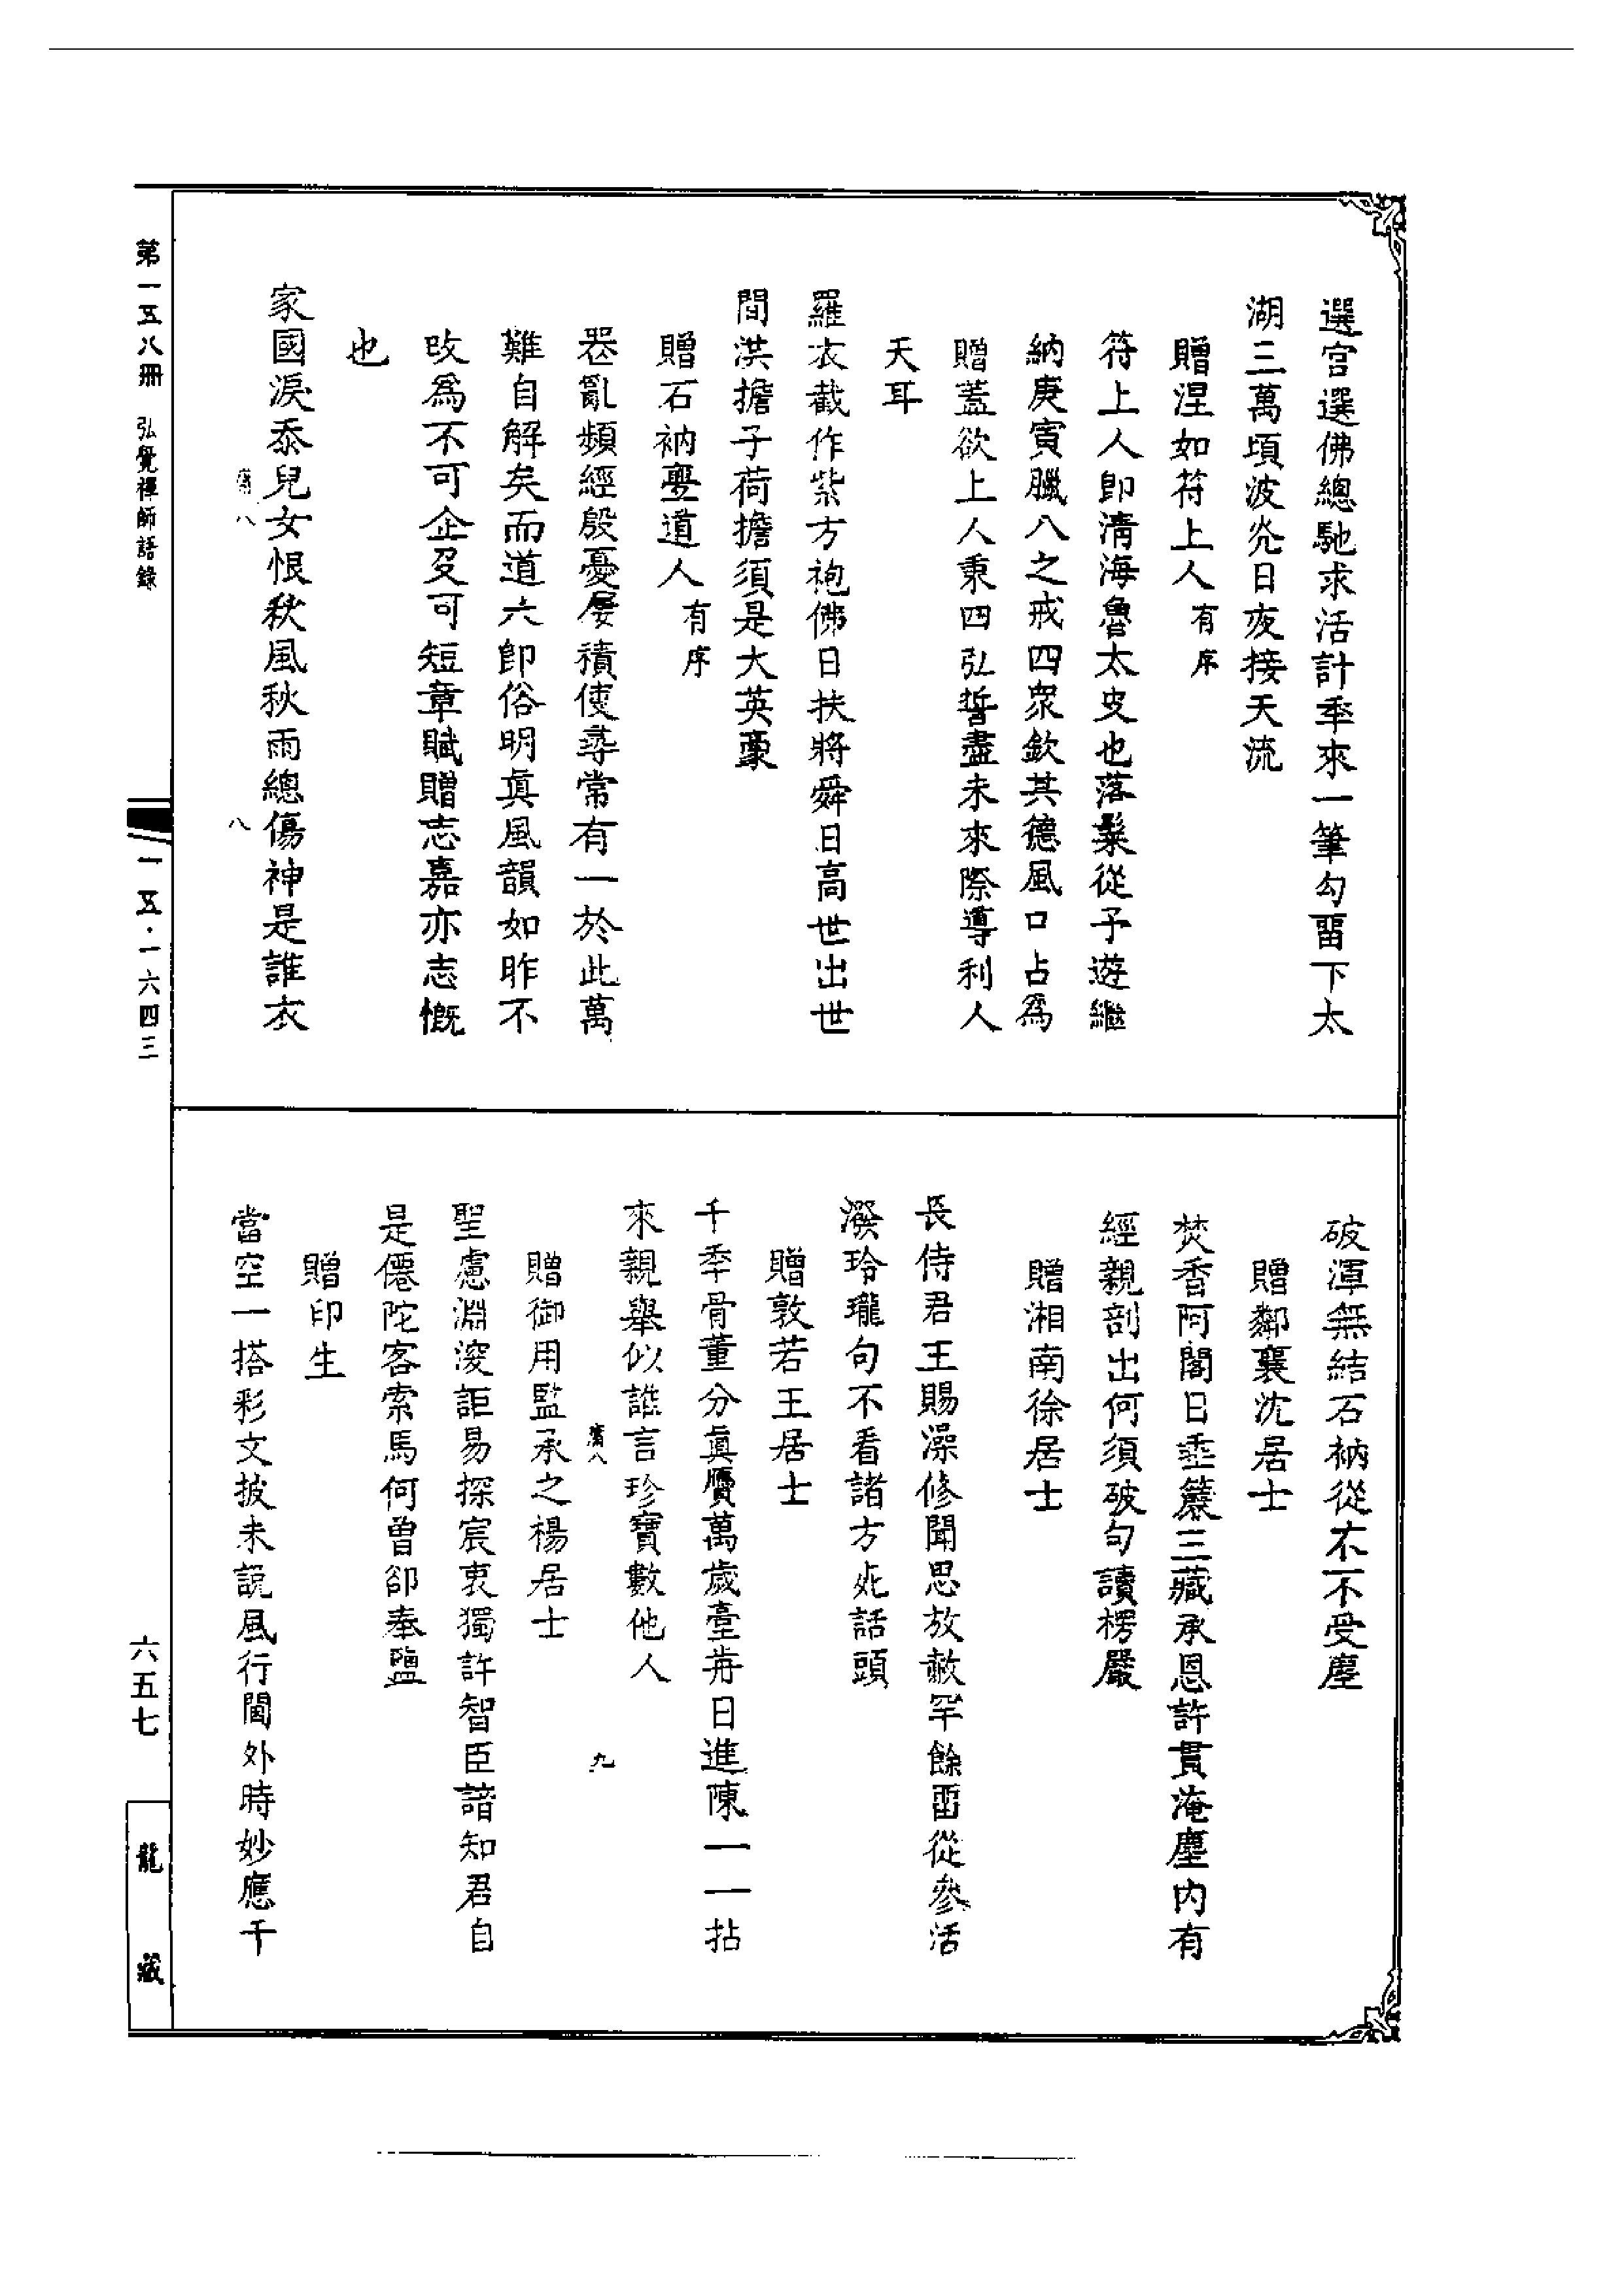 選官選佛總馳求活計年來一筆勾畱下太
湖三萬頃波光日夜接天流
贈涅如符上人有序
符上人即清海魯太史也落髮從予遊繼
納庚寅臘八之戒四眾欽其德風口占爲
贈蓋欲上人秉四弘誓盡未來際導利人
天耳
羅衣截作紫方袍佛日扶將舜日高世出世
間洪擔子荷擔須是大英豪
贈石衲壐道人有序
喪亂頻經殷憂屢積使尋常有一於此萬
難自解矣而道六即俗明眞風韻如昨不
攺爲不可企及可短章賦贈志嘉亦志慨
也
家國淚忝兒女恨秋風秋雨總傷神是誰衣
破渾無結石衲從不受塵
贈鄰襄沈居士
焚香阿閣日垂簾三藏承恩許貫淹塵內有
經親剖出何須破句讀楞嚴
贈湘南徐居士
長侍君王賜澡修聞思放赦罕餘畱從參活
潑玲瓏句不看諸方死話頭
贈敦若王居士
千秊骨董分眞贗萬歲臺歬日進陳一一拈
來親舉似誰言珍寶數他人
贈御用監承之楊居士
聖慮淵深詎易探宸衷獨許智臣諳知君自
是僊陀客索馬何曾卻奉鹽
贈印生
當空一搭彩文披未說風行閫外時妙應千
第一五八冊 弘覺禪師語錄
八
八
九
一五·一六四三
六五七
龍藏